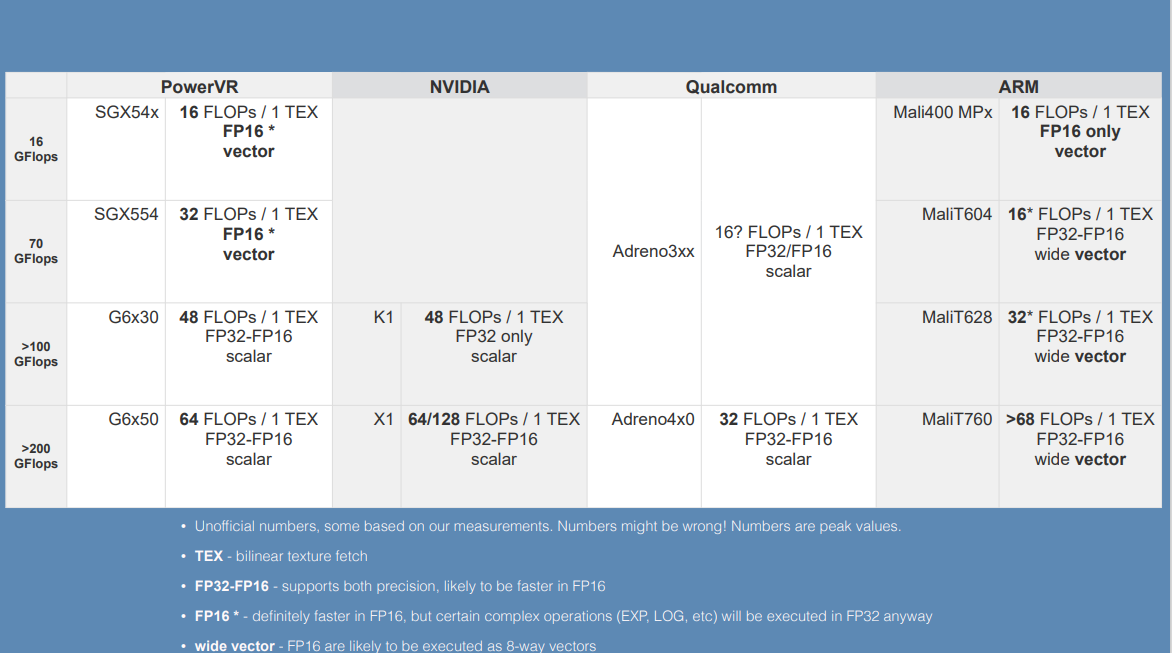 PowerVR NVIDIA Qualcomm ARM
16
GFlops
SGX54x
16 FLOPs / 1 TEX
FP16 *
vector
Mali400 MPx
16 FLOPs / 1 TEX
FP16 only
vector
70
GFlops
SGX554
32 FLOPs / 1 TEX
FP16 *
vector
Adreno3xx
16? FLOPs / 1 TEX
FP32/FP16
scalar
MaliT604
16* FLOPs / 1 TEX
FP32-FP16
wide vector
>100
GFlops
G6x30
48 FLOPs / 1 TEX
FP32-FP16
scalar
K1
48 FLOPs / 1 TEX
FP32 only
scalar
MaliT628
32* FLOPs / 1 TEX
FP32-FP16
wide vector
>200
GFlops
G6x50
64 FLOPs / 1 TEX
FP32-FP16
scalar
X1
64/128 FLOPs / 1 TEX
FP32-FP16
scalar
Adreno4x0
32 FLOPs / 1 TEX
FP32-FP16
scalar
MaliT760
>68 FLOPs / 1 TEX
FP32-FP16
wide vector
• Unofficial numbers, some based on our measurements. Numbers might be wrong! Numbers are peak values.
• TEX - bilinear texture fetch
• FP32-FP16 - supports both precision, likely to be faster in FP16
• FP16 * - definitely faster in FP16, but certain complex operations (EXP, LOG, etc) will be executed in FP32 anyway
• wide vector - FP16 are likely to be executed as 8-way vectors